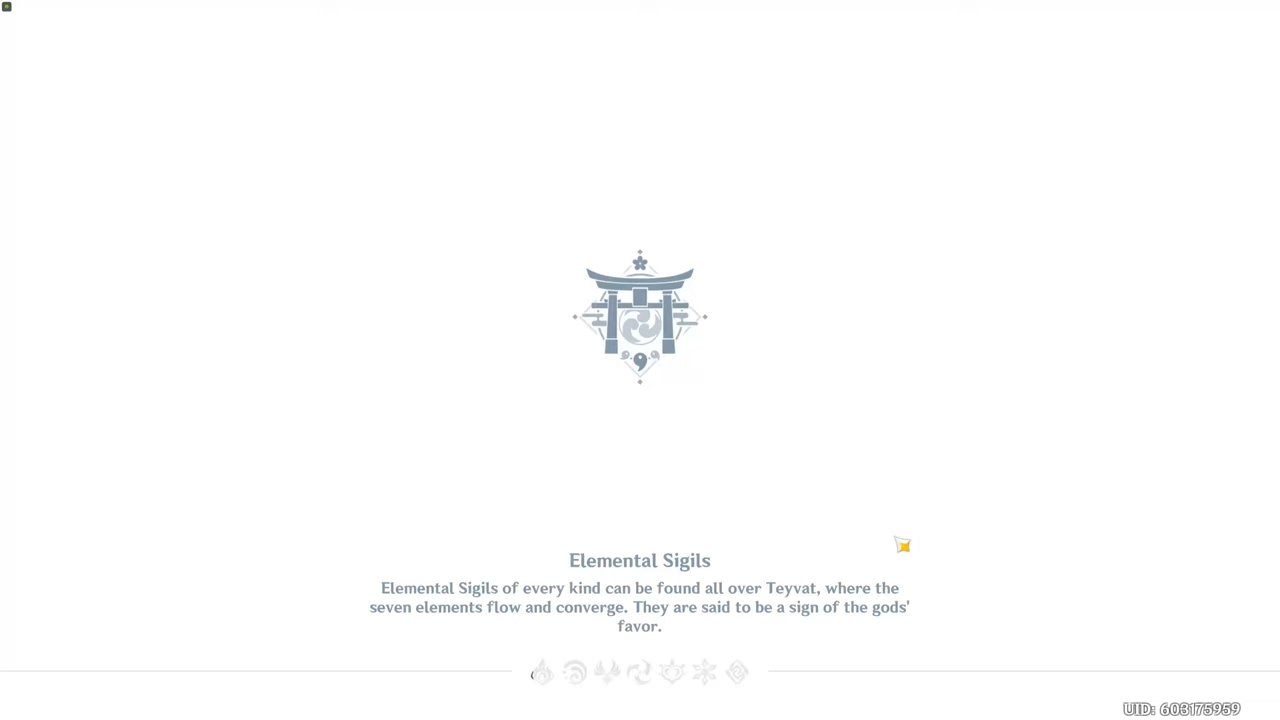 Elemental Sigils
Elemental Sigils of every kind can be found all over Teyvat, where the
seven elements flow and converge. They are said to be a sign of the gods'
favor.
UID: 603175959